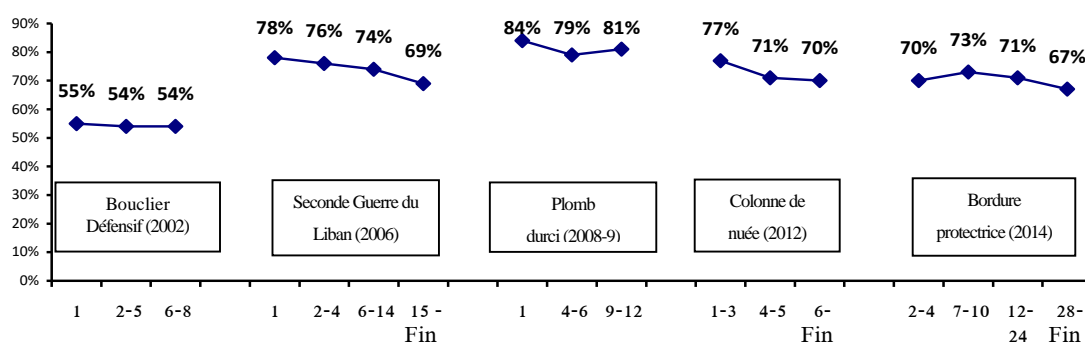 90%
80%
70%
60%
50%
40%
30%
20%
10%
0%
55% 54% 54%
78% 76% 74% 69%
84% 79% 81%
77% 71% 70%
70% 73% 71% 67%
Bouclier
Défensif (2002)
Seconde Guerre du
Liban (2006)
Plomb
durci (2008-9)
Colonne de
nuée (2012)
Bordure
protectrice (2014)
1 2-5 6-8
1 2-4 6-14 15 -
Fin
1 4-6 9-12
1-3 4-5 6-
Fin
2-4 7-10 12- 28-
24 Fin